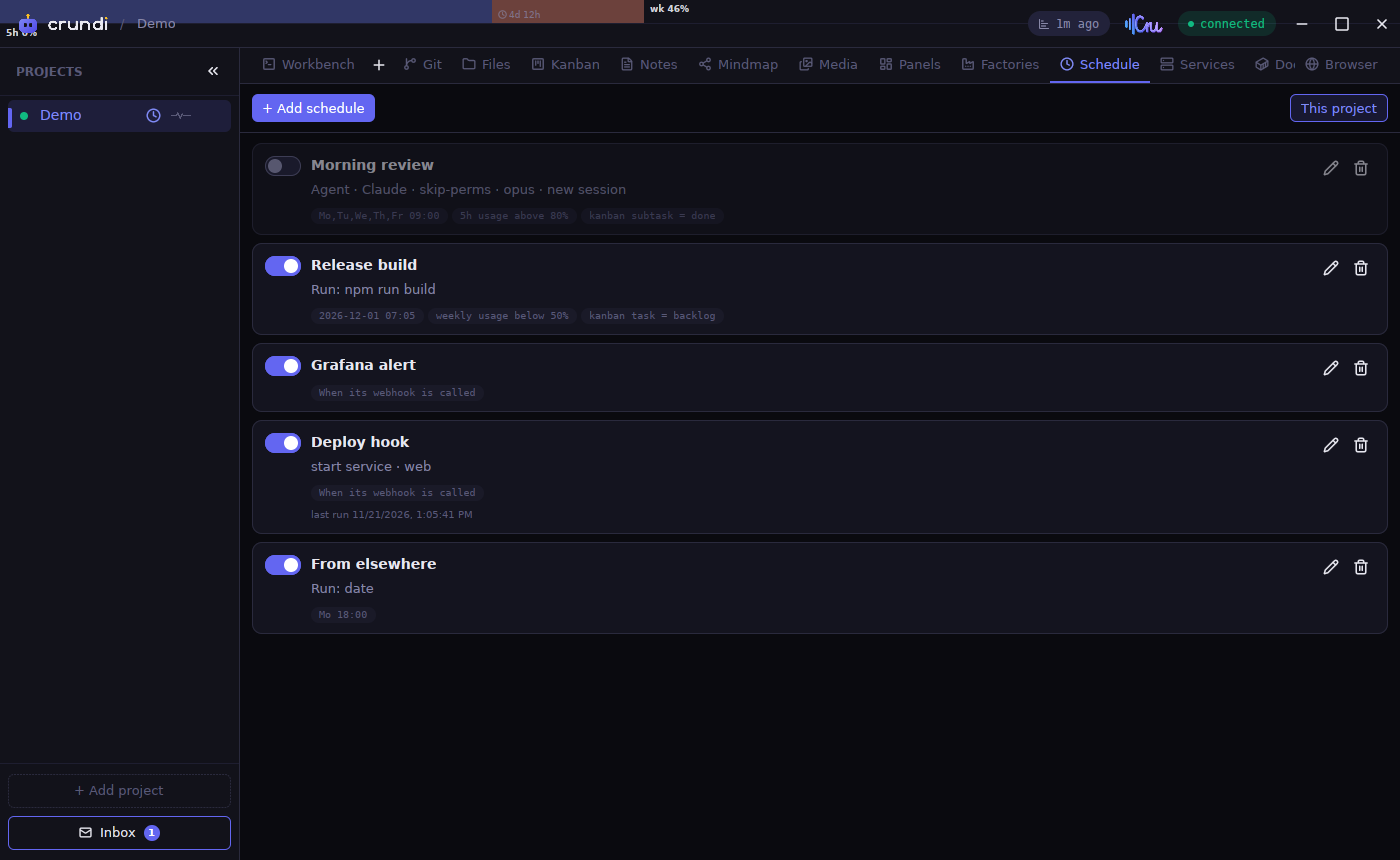 4d 12h
wk 46%
crundi / Demo
1m ago
Cru
connected
PROJECTS
Workbench
Git
Files
Kanban
Notes
Mindmap
Media
Panels
Factories
Schedule
Services
Browser
+ Add schedule
This project
Demo
Morning review
Agent · Claude · skip-perms · opus · new session
Mo,Tu,We,Th,Fr 09:00
5h usage above 80%
kanban subtask = done
Release build
Run: npm run build
2026-12-01 07:05
weekly usage below 50%
kanban task = backlog
Grafana alert
When its webhook is called
Deploy hook
start service · web
When its webhook is called
last run 11/21/2026, 1:05:41 PM
From elsewhere
Run: date
Mo 18:00
+ Add project
Inbox 1